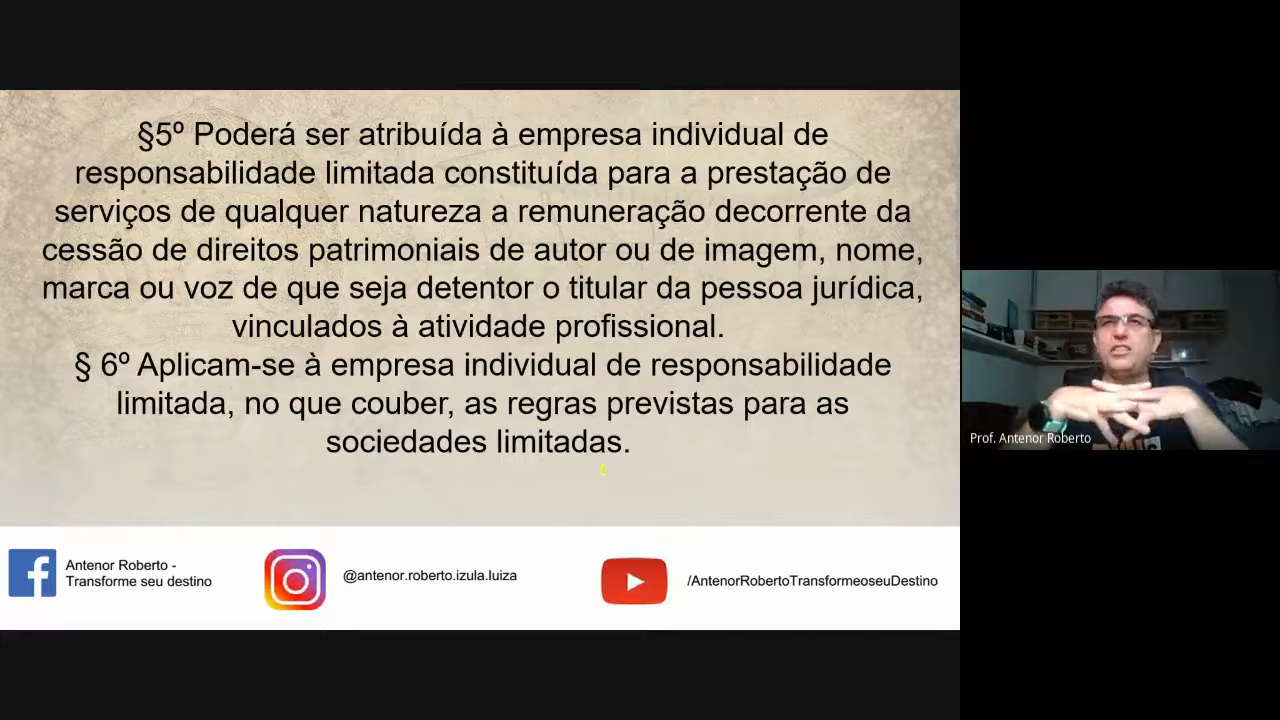 §5º Poderá ser atribuída à empresa individual de
responsabilidade limitada constituída para a prestação de
serviços de qualquer natureza a remuneração decorrente da
cessão de direitos patrimoniais de autor ou de imagem, nome,
marca ou voz de que seja detentor o titular da pessoa jurídica,
vinculados à atividade profissional.
§ 6º Aplicam-se à empresa individual de responsabilidade
limitada, no que couber, as regras previstas para as
sociedades limitadas.
Prof. Antenor Roberto
Antenor Roberto -
Transforme seu destino
@antenor.roberto.izula.luiza
/AntenorRobertoTransformeoseuDestino